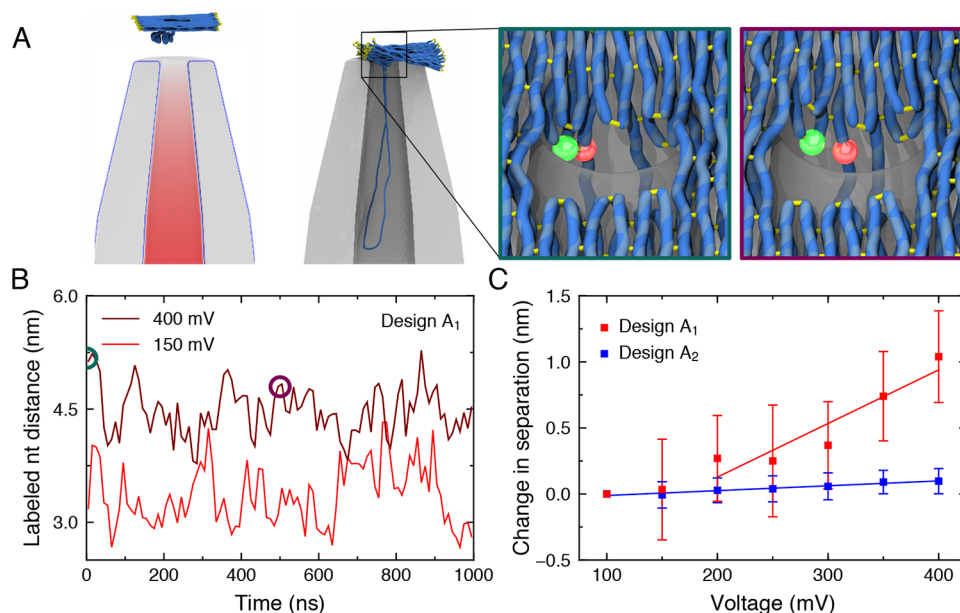 A
B
6.0
4.5
3.0
Labeled nt distance (nm)
400 mV
150 mV
Design A1
0
200
400
600
800
1000
Time (ns)
C
1.5
1.0
0.5
0.0
−0.5
Change in separation (nm)
Design A1
Design A2
100
200
300
400
Voltage (mV)